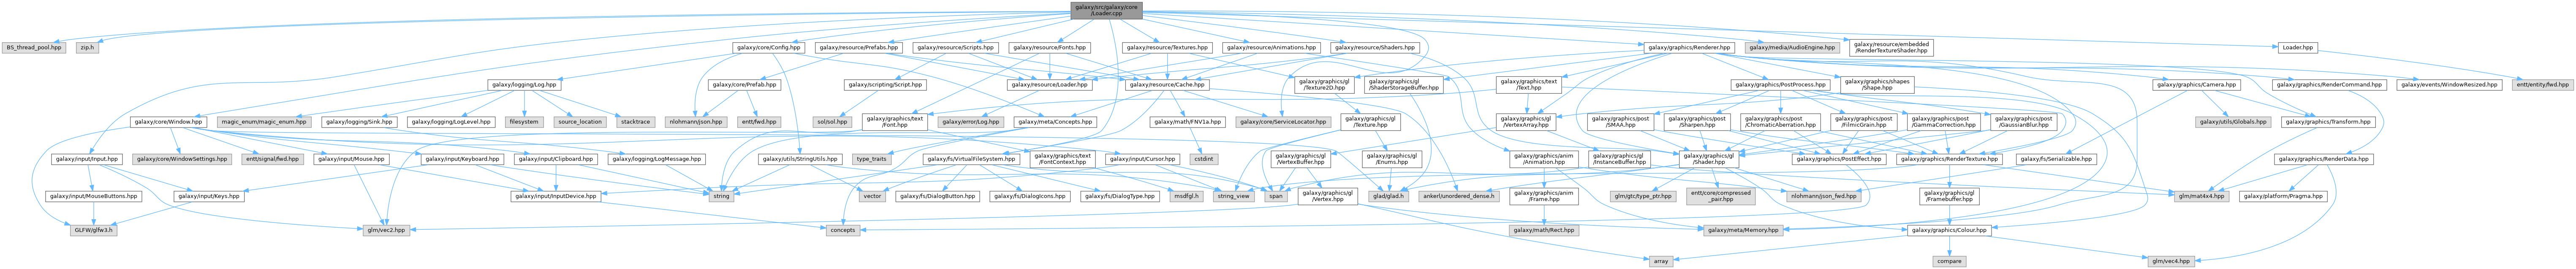 galaxy/src/galaxy/core
/Loader.cpp
BS_thread_pool.hpp
zip.h
galaxy/core/Config.hpp
galaxy/resource/Prefabs.hpp
galaxy/resource/Scripts.hpp
galaxy/resource/Fonts.hpp
galaxy/resource/Textures.hpp
galaxy/resource/Animations.hpp
galaxy/resource/Shaders.hpp
galaxy/graphics/Renderer.hpp
galaxy/media/AudioEngine.hpp
galaxy/resource/embedded
/RenderTextureShader.hpp
Loader.hpp
galaxy/logging/Log.hpp
galaxy/core/Prefab.hpp
galaxy/scripting/Script.hpp
galaxy/resource/Loader.hpp
galaxy/resource/Cache.hpp
galaxy/graphics/gl
/Texture2D.hpp
galaxy/graphics/gl
/ShaderStorageBuffer.hpp
galaxy/graphics/text
/Text.hpp
galaxy/graphics/PostProcess.hpp
galaxy/graphics/shapes
/Shape.hpp
galaxy/graphics/Camera.hpp
galaxy/graphics/RenderCommand.hpp
galaxy/events/WindowResized.hpp
entt/entity/fwd.hpp
galaxy/core/Window.hpp
magic_enum/magic_enum.hpp
galaxy/logging/Sink.hpp
galaxy/logging/LogLevel.hpp
filesystem
source_location
stacktrace
nlohmann/json.hpp
entt/fwd.hpp
sol/sol.hpp
galaxy/graphics/text
/Font.hpp
galaxy/error/Log.hpp
galaxy/meta/Concepts.hpp
galaxy/math/FNV1a.hpp
galaxy/core/ServiceLocator.hpp
galaxy/graphics/gl
/Texture.hpp
galaxy/graphics/gl
/VertexArray.hpp
galaxy/graphics/post
/SMAA.hpp
galaxy/graphics/post
/Sharpen.hpp
galaxy/graphics/post
/ChromaticAberration.hpp
galaxy/graphics/post
/FilmicGrain.hpp
galaxy/graphics/post
/GammaCorrection.hpp
galaxy/graphics/post
/GaussianBlur.hpp
galaxy/utils/Globals.hpp
galaxy/graphics/Transform.hpp
galaxy/input/Input.hpp
galaxy/core/WindowSettings.hpp
entt/signal/fwd.hpp
galaxy/input/Mouse.hpp
galaxy/input/Keyboard.hpp
galaxy/input/Clipboard.hpp
galaxy/logging/LogMessage.hpp
galaxy/utils/StringUtils.hpp
type_traits
galaxy/fs/VirtualFileSystem.hpp
galaxy/graphics/text
/FontContext.hpp
galaxy/input/Cursor.hpp
cstdint
galaxy/graphics/gl
/VertexBuffer.hpp
galaxy/graphics/gl
/Enums.hpp
galaxy/graphics/anim
/Animation.hpp
galaxy/graphics/gl
/InstanceBuffer.hpp
galaxy/graphics/gl
/Shader.hpp
galaxy/graphics/PostEffect.hpp
galaxy/graphics/RenderTexture.hpp
galaxy/fs/Serializable.hpp
galaxy/graphics/RenderData.hpp
galaxy/input/MouseButtons.hpp
galaxy/input/Keys.hpp
galaxy/input/InputDevice.hpp
string
vector
galaxy/fs/DialogButton.hpp
galaxy/fs/DialogIcons.hpp
galaxy/fs/DialogType.hpp
msdfgl.h
string_view
span
galaxy/graphics/gl
/Vertex.hpp
glad/glad.h
ankerl/unordered_dense.h
galaxy/graphics/anim
/Frame.hpp
glm/gtc/type_ptr.hpp
entt/core/compressed
_pair.hpp
nlohmann/json_fwd.hpp
galaxy/graphics/gl
/Framebuffer.hpp
glm/mat4x4.hpp
galaxy/platform/Pragma.hpp
GLFW/glfw3.h
glm/vec2.hpp
concepts
galaxy/math/Rect.hpp
galaxy/meta/Memory.hpp
galaxy/graphics/Colour.hpp
array
compare
glm/vec4.hpp